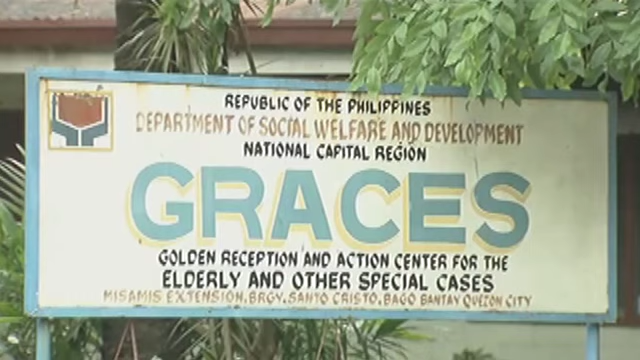 REPUBLIC OF THE PHILIPPINES
DEPARTMENT OF SOCIAL WELFARE AND DEVELOPMENT
NATIONAL CAPITAL REGION
GRACES
GOLDEN RECEPTION AND ACTION CENTER FOR THE
ELDERLY AND OTHER SPECIAL CASES
MISAMIS EXTENSION, BRGY. SANTO CRISTO, BAGO BANTAY QUEZON CITY